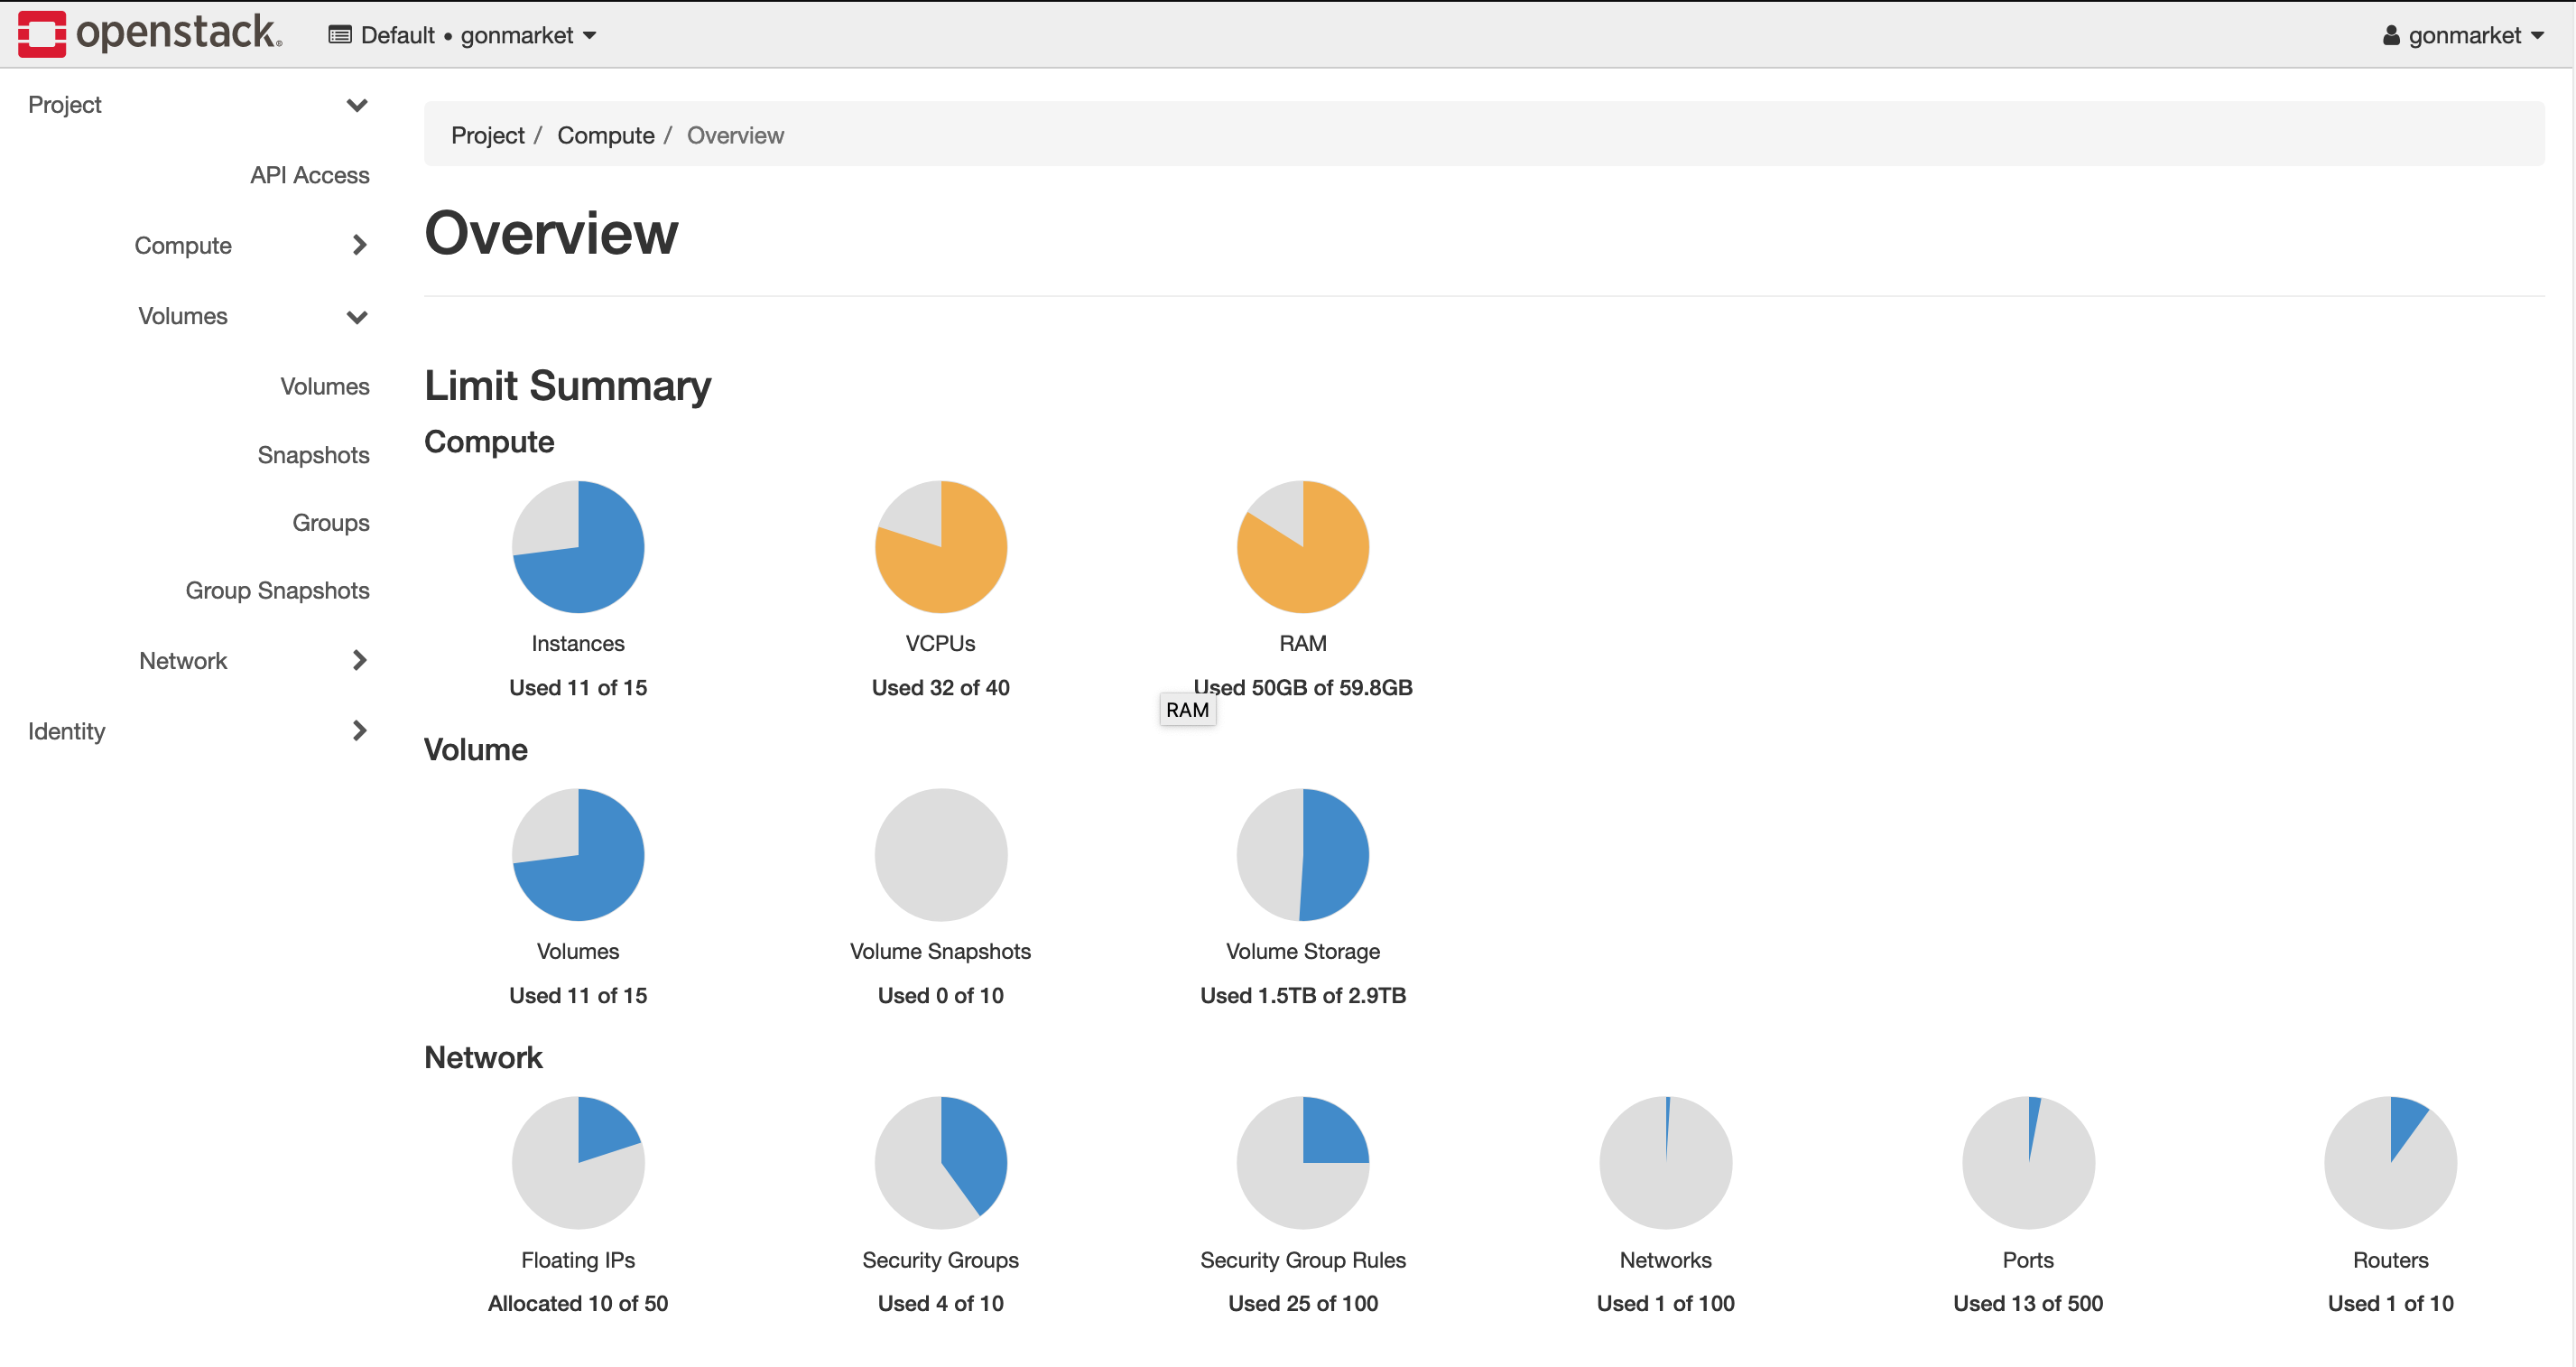 openstack.
Default • gonmarket
gonmarket
Project
API Access
Compute
Volumes
Volumes
Snapshots
Groups
Group Snapshots
Network
Identity
Project / Compute / Overview
Overview
Limit Summary
Compute
Instances
Used 11 of 15
VCPUs
Used 32 of 40
RAM
Used 50GB of 59.8GB
RAM
Volume
Volumes
Used 11 of 15
Volume Snapshots
Used 0 of 10
Volume Storage
Used 1.5TB of 2.9TB
Network
Floating IPs
Allocated 10 of 50
Security Groups
Used 4 of 10
Security Group Rules
Used 25 of 100
Networks
Used 1 of 100
Ports
Used 13 of 500
Routers
Used 1 of 10